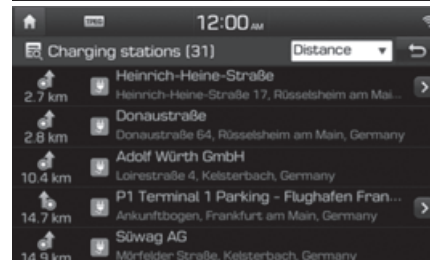 TPEG 12:00 AM
Charging stations (31) Distance
Heinrich-Heine-Straße
2.7 km Heinrich-Heine-Straße 17, Rüsselsheim am Mai...
Donaustraße
2.8 km Donaustraße 64, Rüsselsheim am Main, Germany
Adolf Würth GmbH
10.4 km Loirestraße 4, Kelsterbach, Germany
P1 Terminal 1 Parking - Flughafen Fran...
14.7 km Ankunftbogen, Frankfurt am Main, Germany
Süwag AG
14.9 km Mörfelder Straße, Kelsterbach, Germany